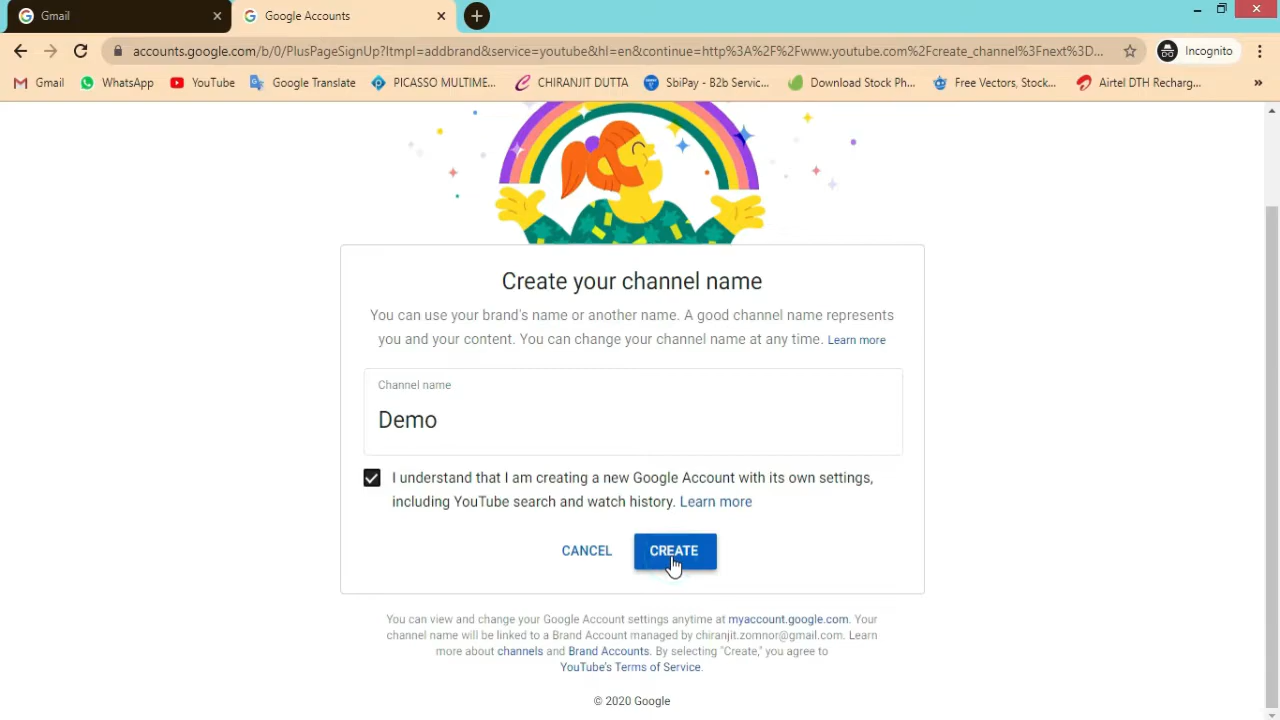 Gmail
Google Accounts
accounts.google.com/b/0/PlusPageSignUp?ltmpl=addbrand&service=youtube&hl=en&continue=http%3A%2F%2Fwww.youtube.com%2Fcreate_channel%3Fnext%3D...
Incognito
Gmail WhatsApp YouTube Google Translate PICASSO MULTIME... CHIRANJIT DUTTA SbiPay - B2b Servic... Download Stock Ph... Free Vectors, Stock... Airtel DTH Recharg... »
Create your channel name
You can use your brand's name or another name. A good channel name represents
you and your content. You can change your channel name at any time. Learn more
Channel name
Demo
I understand that I am creating a new Google Account with its own settings,
including YouTube search and watch history. Learn more
CANCEL CREATE
You can view and change your Google Account settings anytime at myaccount.google.com. Your
channel name will be linked to a Brand Account managed by chiranjit.zomnor@gmail.com. Learn
more about channels and Brand Accounts. By selecting "Create," you agree to
YouTube's Terms of Service.
© 2020 Google